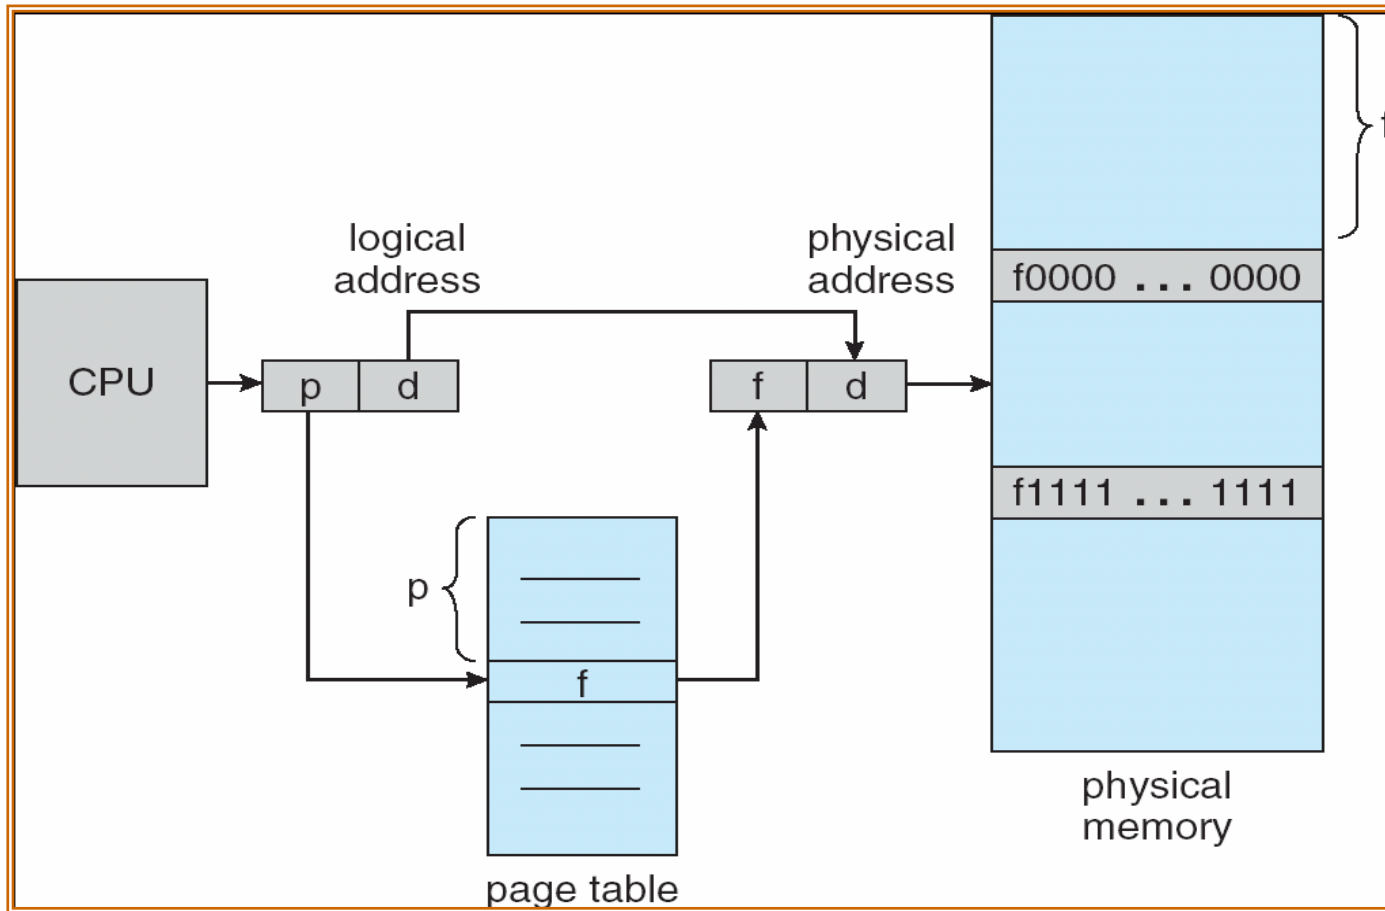 logical
address
physical
address
f0000 ... 0000
CPU
p
d
f
d
f1111 ... 1111
p
f
physical
memory
page table